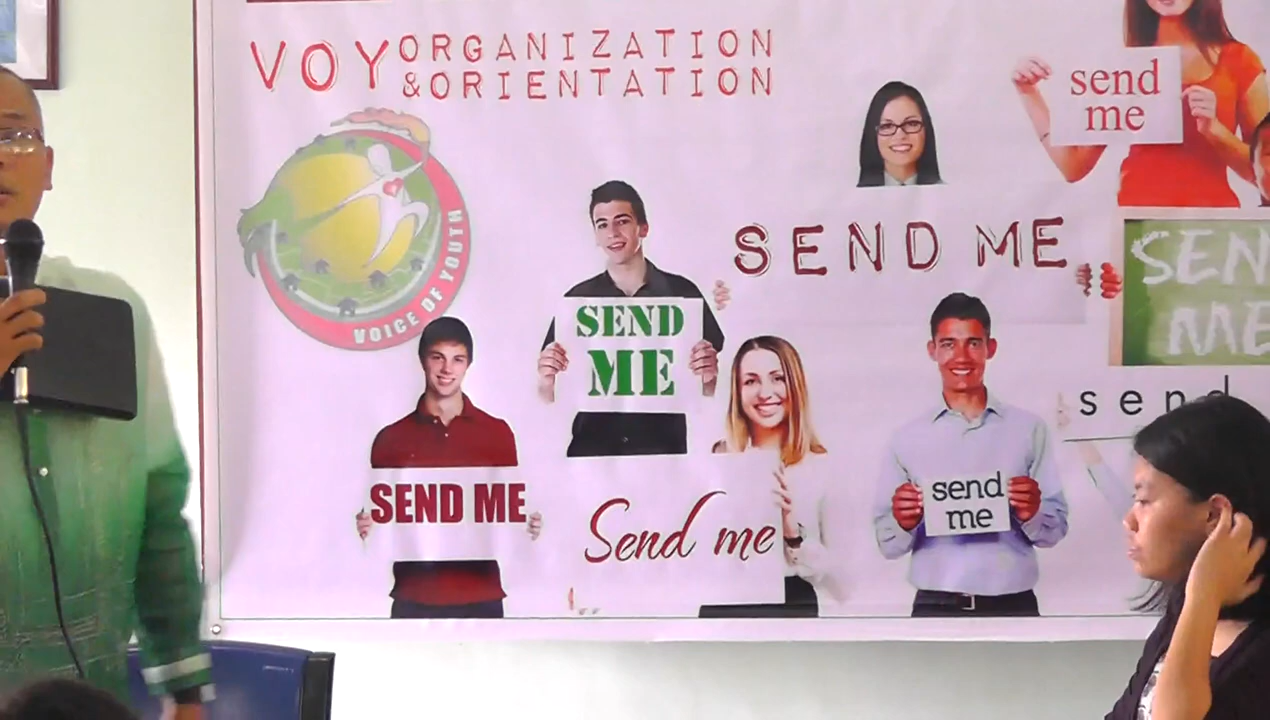 VOY ORGANIZATION
& ORIENTATION
VOICE OF YOUTH
send
me
SEND ME
SEND
ME
SEND ME
Send me
send
me
send